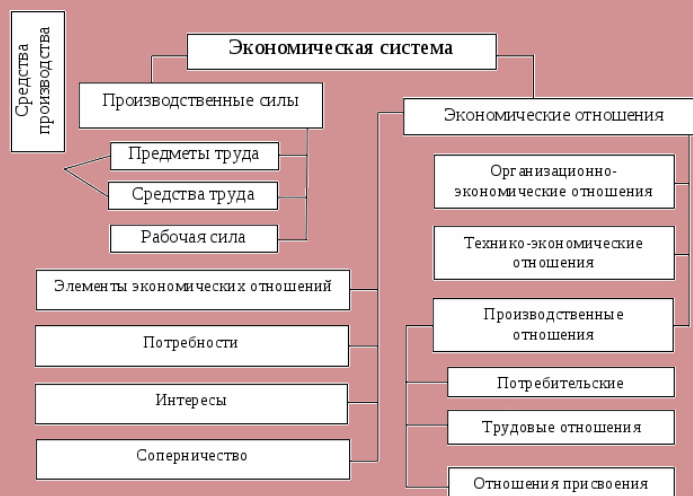 Средства
производства
Экономическая система
Производственные силы
Экономические отношения
Предметы труда
Средства труда
Рабочая сила
Организационно-
экономические отношения
Технико-экономические
отношения
Элементы экономических отношений
Производственные
отношения
Потребности
Потребительские
Интересы
Трудовые отношения
Соперничество
Отношения присвоения